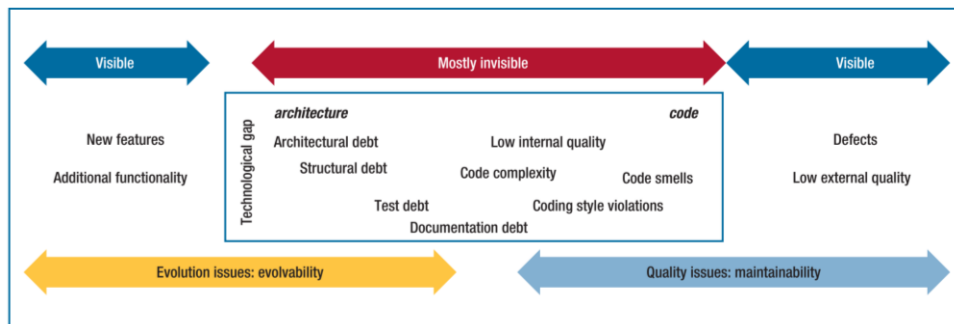 Visible
Mostly invisible
Visible
New features
Additional functionality
Technological gap
architecture
code
Architectural debt
Low internal quality
Structural debt
Code complexity
Code smells
Test debt
Coding style violations
Documentation debt
Defects
Low external quality
Evolution issues: evolvability
Quality issues: maintainability